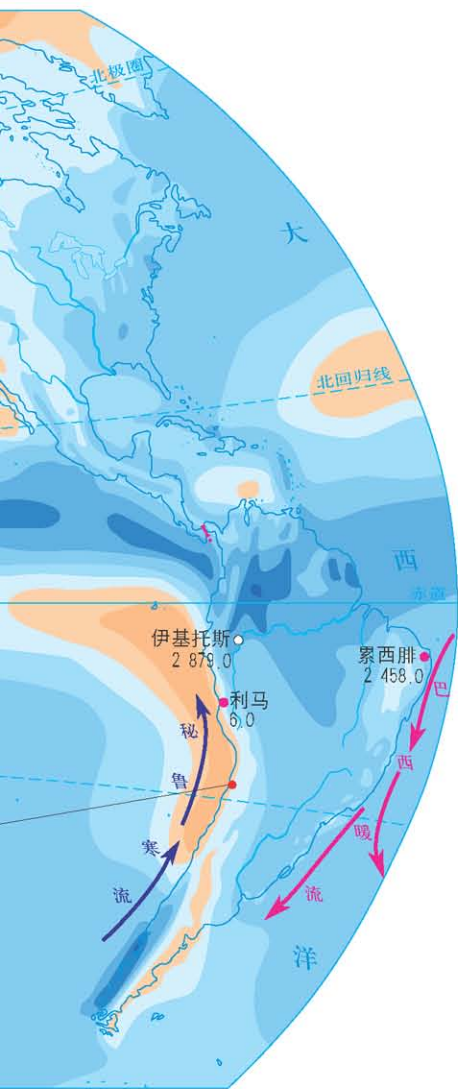 北极圈
大
北回归线
西
赤道
伊基托斯
2 879.0
累西腓
2 458.0
利马
6.0
秘
鲁
寒
流
巴
西
暖
流
洋